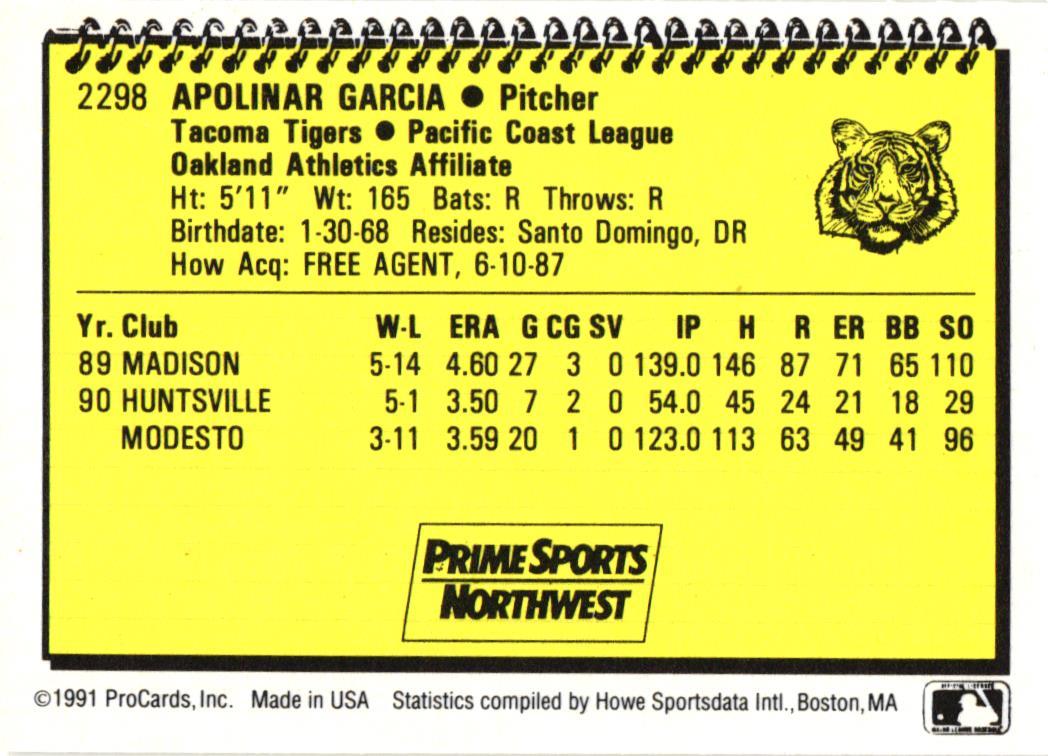 2298 APOLINAR GARCIA ● Pitcher
Tacoma Tigers ● Pacific Coast League
Oakland Athletics Affiliate
Ht: 5'11" Wt: 165 Bats: R Throws: R
Birthdate: 1-30-68 Resides: Santo Domingo, DR
How Acq: FREE AGENT, 6-10-87
Yr. Club W-L ERA G CG SV IP H R ER BB SO
89 MADISON 5-14 4.60 27 3 0 139.0 146 87 71 65 110
90 HUNTSVILLE 5-1 3.50 7 2 0 54.0 45 24 21 18 29
MODESTO 3-11 3.59 20 1 0 123.0 113 63 49 41 96
PRIME SPORTS
NORTHWEST
©1991 ProCards, Inc. Made in USA Statistics compiled by Howe Sportsdata Intl., Boston, MA